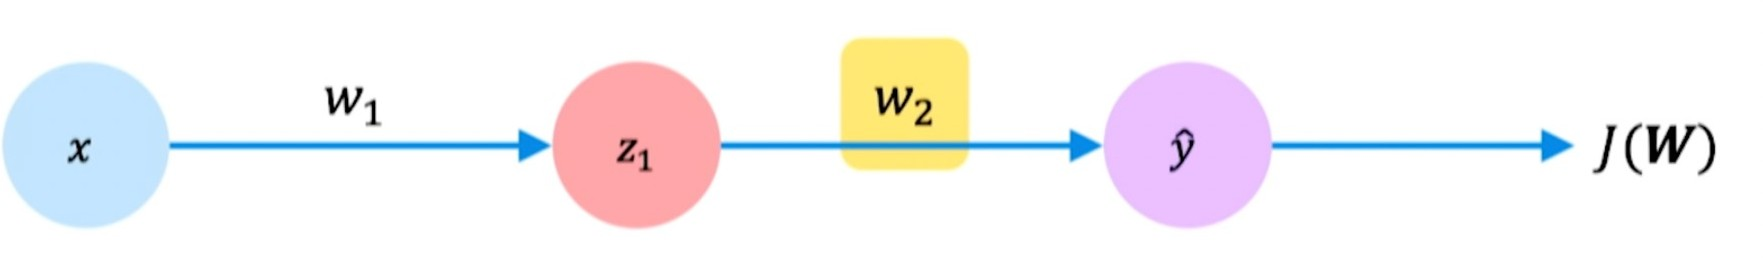 x w₁ z₁ w₂ ŷ J(W)